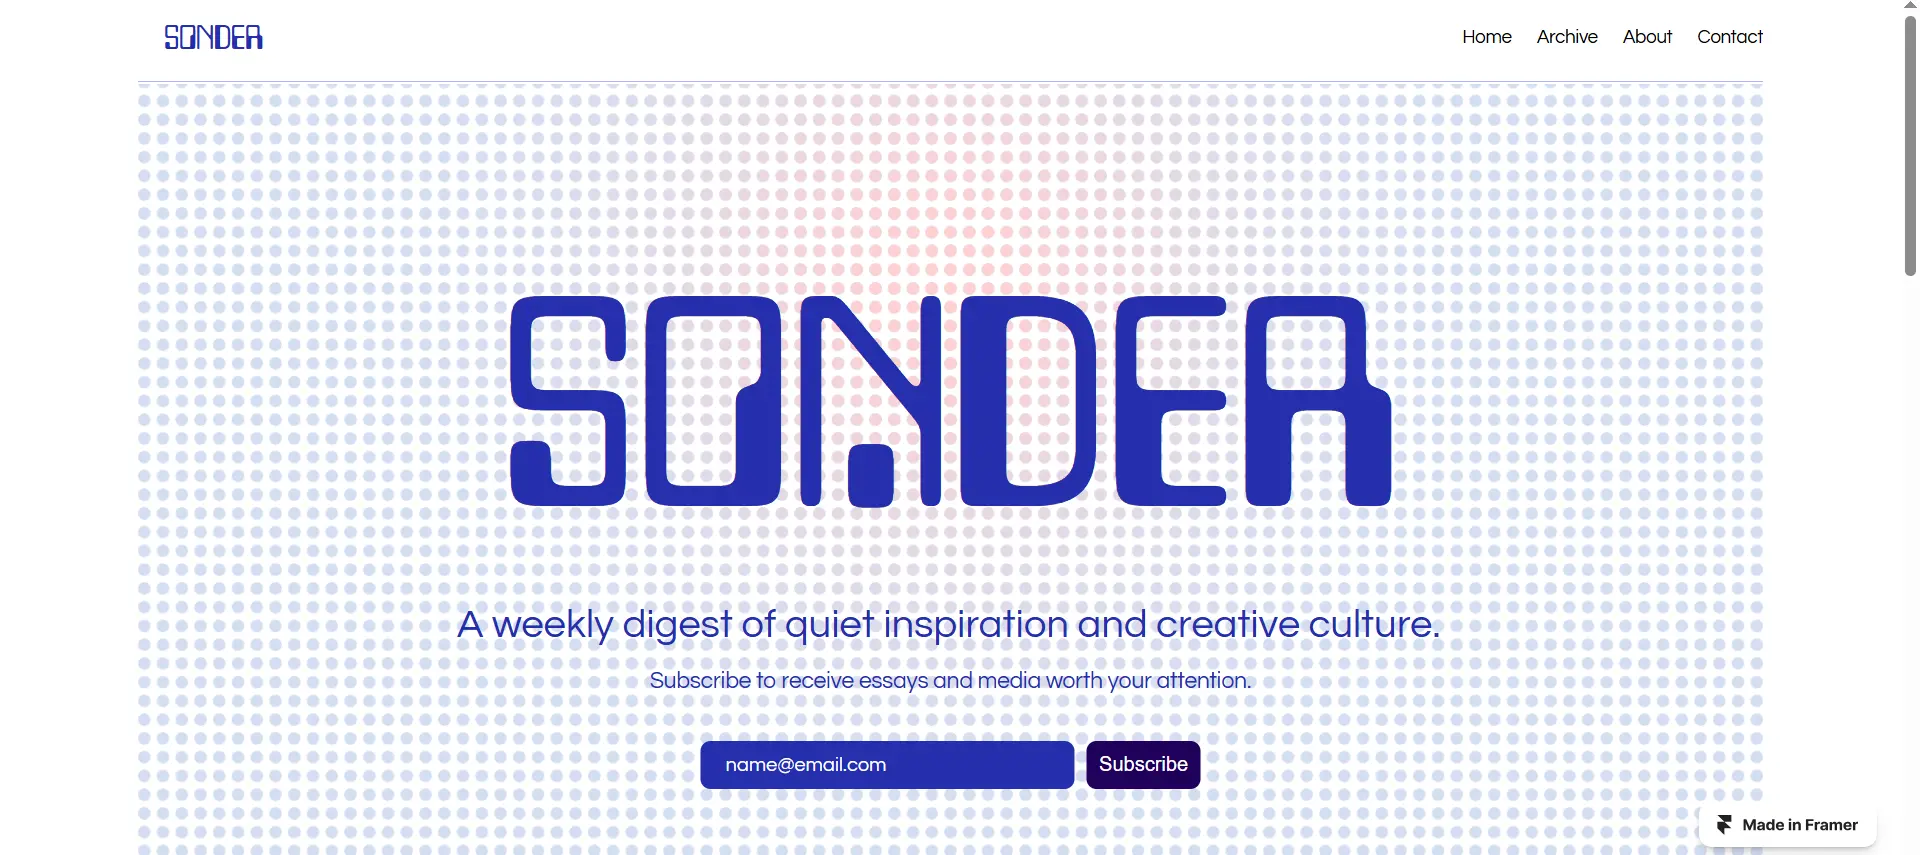 SONDER
Home Archive About Contact
SONDER
A weekly digest of quiet inspiration and creative culture.
Subscribe to receive essays and media worth your attention.
name@email.com Subscribe
Made in Framer